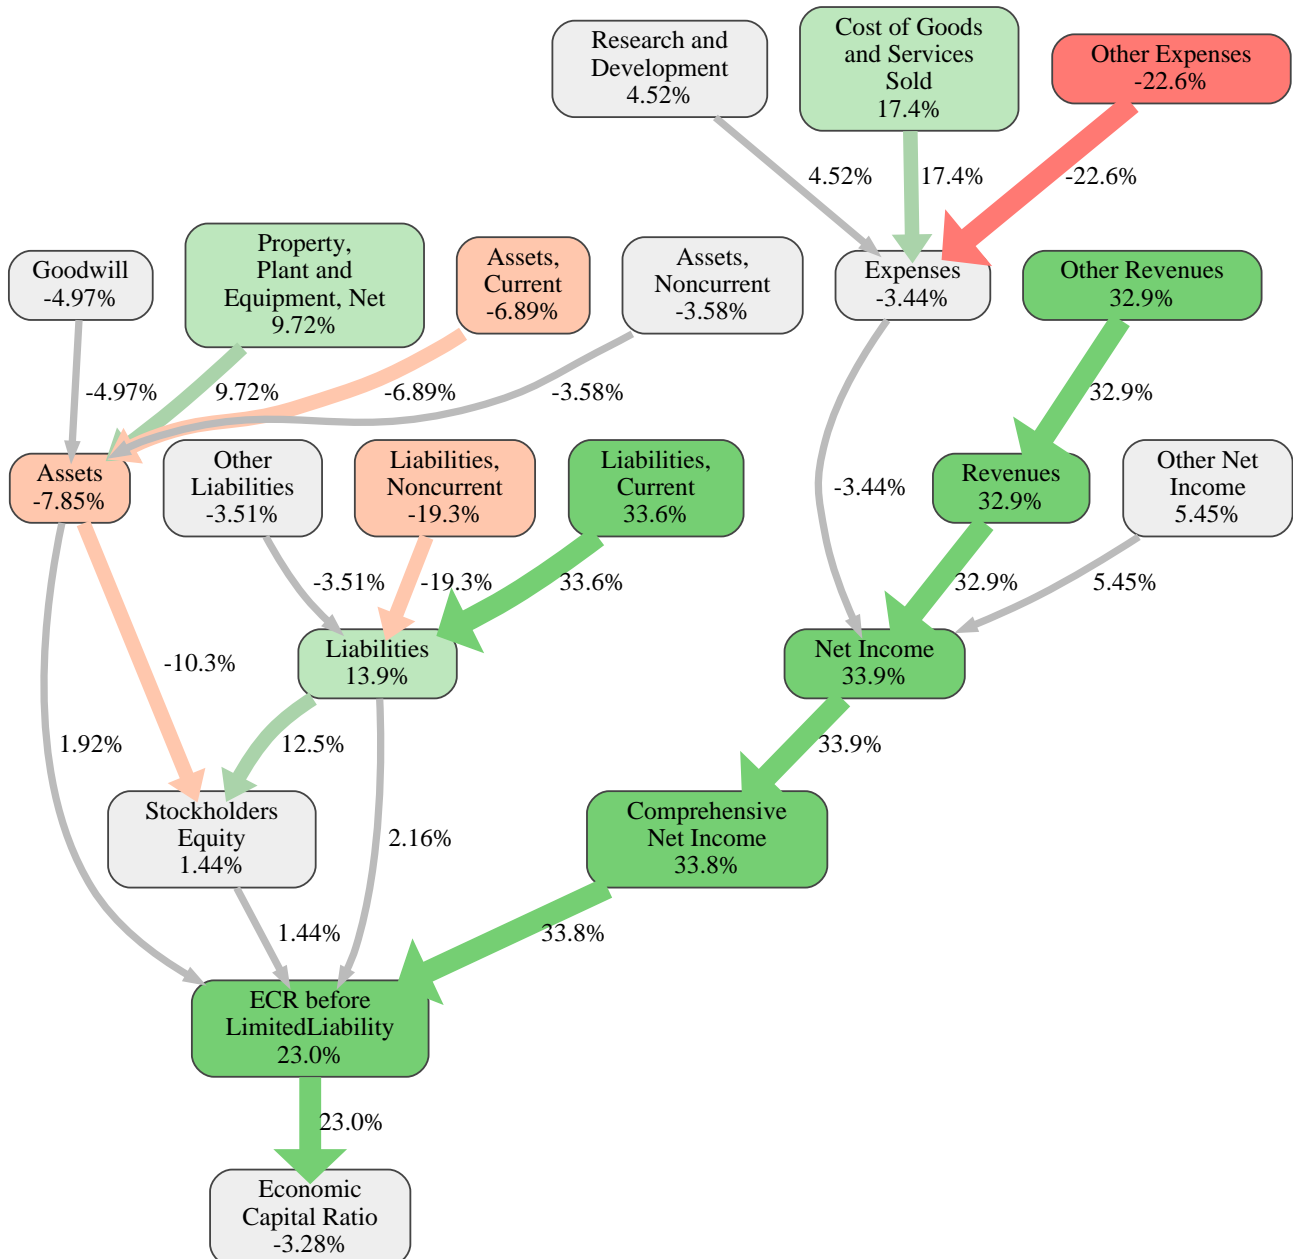 Research and
Development
4.52%
Cost of Goods
and Services
Sold
17.4%
Other Expenses
-22.6%
4.52%
17.4%
-22.6%
Goodwill
-4.97%
Property,
Plant and
Equipment, Net
9.72%
Assets,
Current
-6.89%
Assets,
Noncurrent
-3.58%
Expenses
-3.44%
Other Revenues
32.9%
-4.97%
9.72%
-6.89%
-3.58%
32.9%
Assets
-7.85%
Other
Liabilities
-3.51%
Liabilities,
Noncurrent
-19.3%
Liabilities,
Current
33.6%
-3.44%
Revenues
32.9%
Other Net
Income
5.45%
-3.51%
-19.3%
33.6%
32.9%
5.45%
-10.3%
Liabilities
13.9%
Net Income
33.9%
1.92%
12.5%
33.9%
Stockholders
Equity
1.44%
2.16%
Comprehensive
Net Income
33.8%
1.44%
33.8%
ECR before
LimitedLiability
23.0%
23.0%
Economic
Capital Ratio
-3.28%